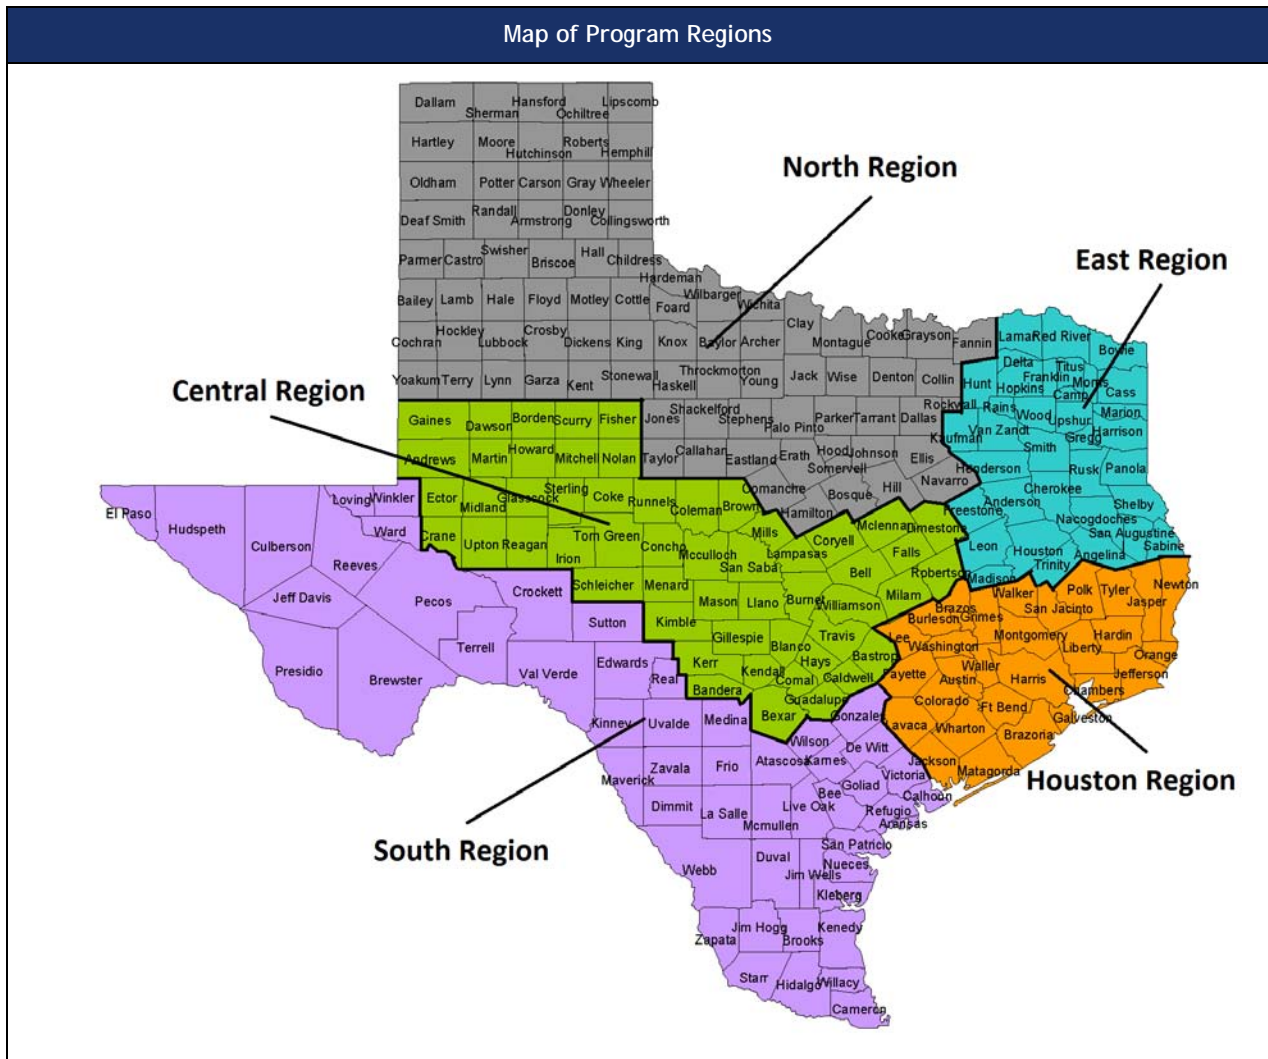 Map of Program Regions
Dallam Sherman Hansford Ochiltree Lipscomb
Hartley Moore Hutchinson Roberts Hemphill
North Region
Oldham Potter Carson Gray Wheeler
Deaf Smith Randall Armstrong Donley Collingsworth
East Region
Parmer Castro Swisher Briscoe Hall Childress
Hardeman
Bailey Lamb Hale Floyd Motley Cottle Foard Wilbarger Wichita
Clay Montague Cooke Grayson Fannin Lamar Red River Bowie
Cochran Hockley Lubbock Crosby Dickens King Knox Baylor Archer
Delta Titus Franklin Morris
Central Region
Yoakum Terry Lynn Garza Kent Stonewall Haskell Throckmorton Young Jack Wise Denton Collin Hunt Hopkins Camp Cass
Rockwall Rains Wood Upshur Marion
Gaines Dawson Borden Scurry Fisher Jones Shackelford Stephens Palo Pinto Parker Tarrant Dallas Kaufman Van Zandt Gregg Harrison
Smith
Andrews Martin Howard Mitchell Nolan Taylor Callahan Eastland Erath Hood Johnson Somervell Ellis Henderson Rusk Panola
Navarro
El Paso Hudspeth Loving Winkler Ector Midland Glasscock Sterling Coke Runnels Coleman Brown Comanche Hamilton Bosque Hill Freestone Anderson Cherokee Shelby
Nacogdoches
Culberson Ward Crane Upton Reagan Irion Tom Green Concho Mcculloch Mills San Saba Lampasas Coryell Mclennan Limestone Falls Leon Houston Trinity Angelina San Augustine Sabine
Reeves
Jeff Davis Pecos Crockett Schleicher Menard Mason Llano Burnet Bell Williamson Milam Robertson Madison Walker Polk Tyler Newton
Jasper
Sutton Kimble Gillespie Blanco Travis Lee Burleson Brazos Grimes San Jacinto
Washington Montgomery Hardin
Presidio Brewster Terrell Val Verde Edwards Real Kerr Kendall Hays Comal Bastrop Caldwell Fayette Austin Waller Harris Liberty Orange
Jefferson
Bandera Guadalupe Chambers
Kinney Uvalde Medina Bexar Gonzales Lavaca Colorado Ft Bend Galveston
Wharton Brazoria
Wilson
Maverick Zavala Frio Atascosa Karnes De Witt Jackson Matagorda
Victoria
Houston Region
Dimmit La Salle Mcmullen Live Oak Bee Goliad Calhoun
Refugio
Aransas
South Region
San Patricio
Webb Duval Jim Wells Nueces
Kleberg
Zapata Jim Hogg Brooks Kenedy
Starr Hidalgo Willacy
Cameron